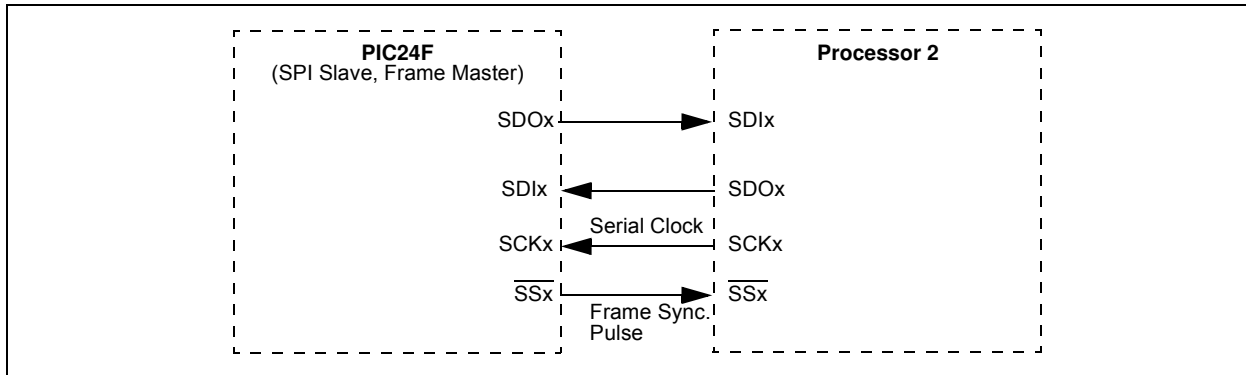 PIC24F
(SPI Slave, Frame Master)
Processor 2
SDOx
SDIx
SDIx
SDOx
Serial Clock
SCKx
SCKx
SSx
SSx
Frame Sync.
Pulse